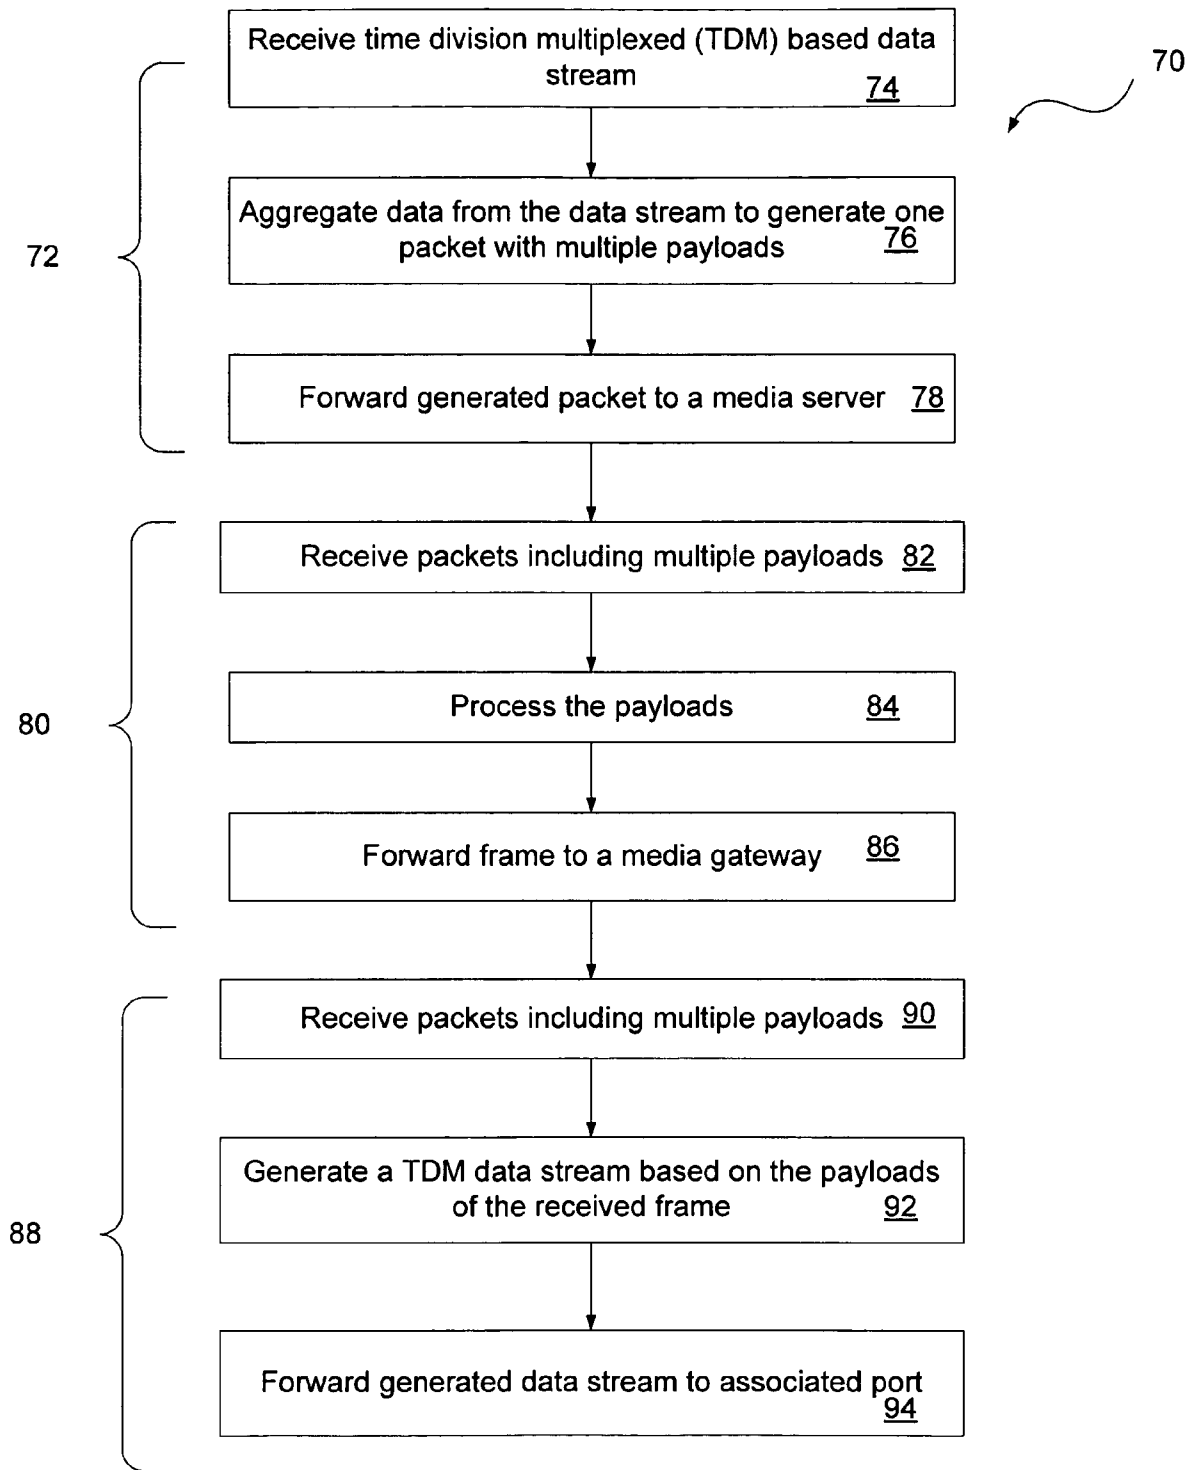 Receive time division multiplexed (TDM) based data
stream
74
70
Aggregate data from the data stream to generate one
packet with multiple payloads
76
72
Forward generated packet to a media server 78
Receive packets including multiple payloads 82
Process the payloads 84
80
Forward frame to a media gateway 86
Receive packets including multiple payloads 90
Generate a TDM data stream based on the payloads
of the received frame 92
88
Forward generated data stream to associated port
94